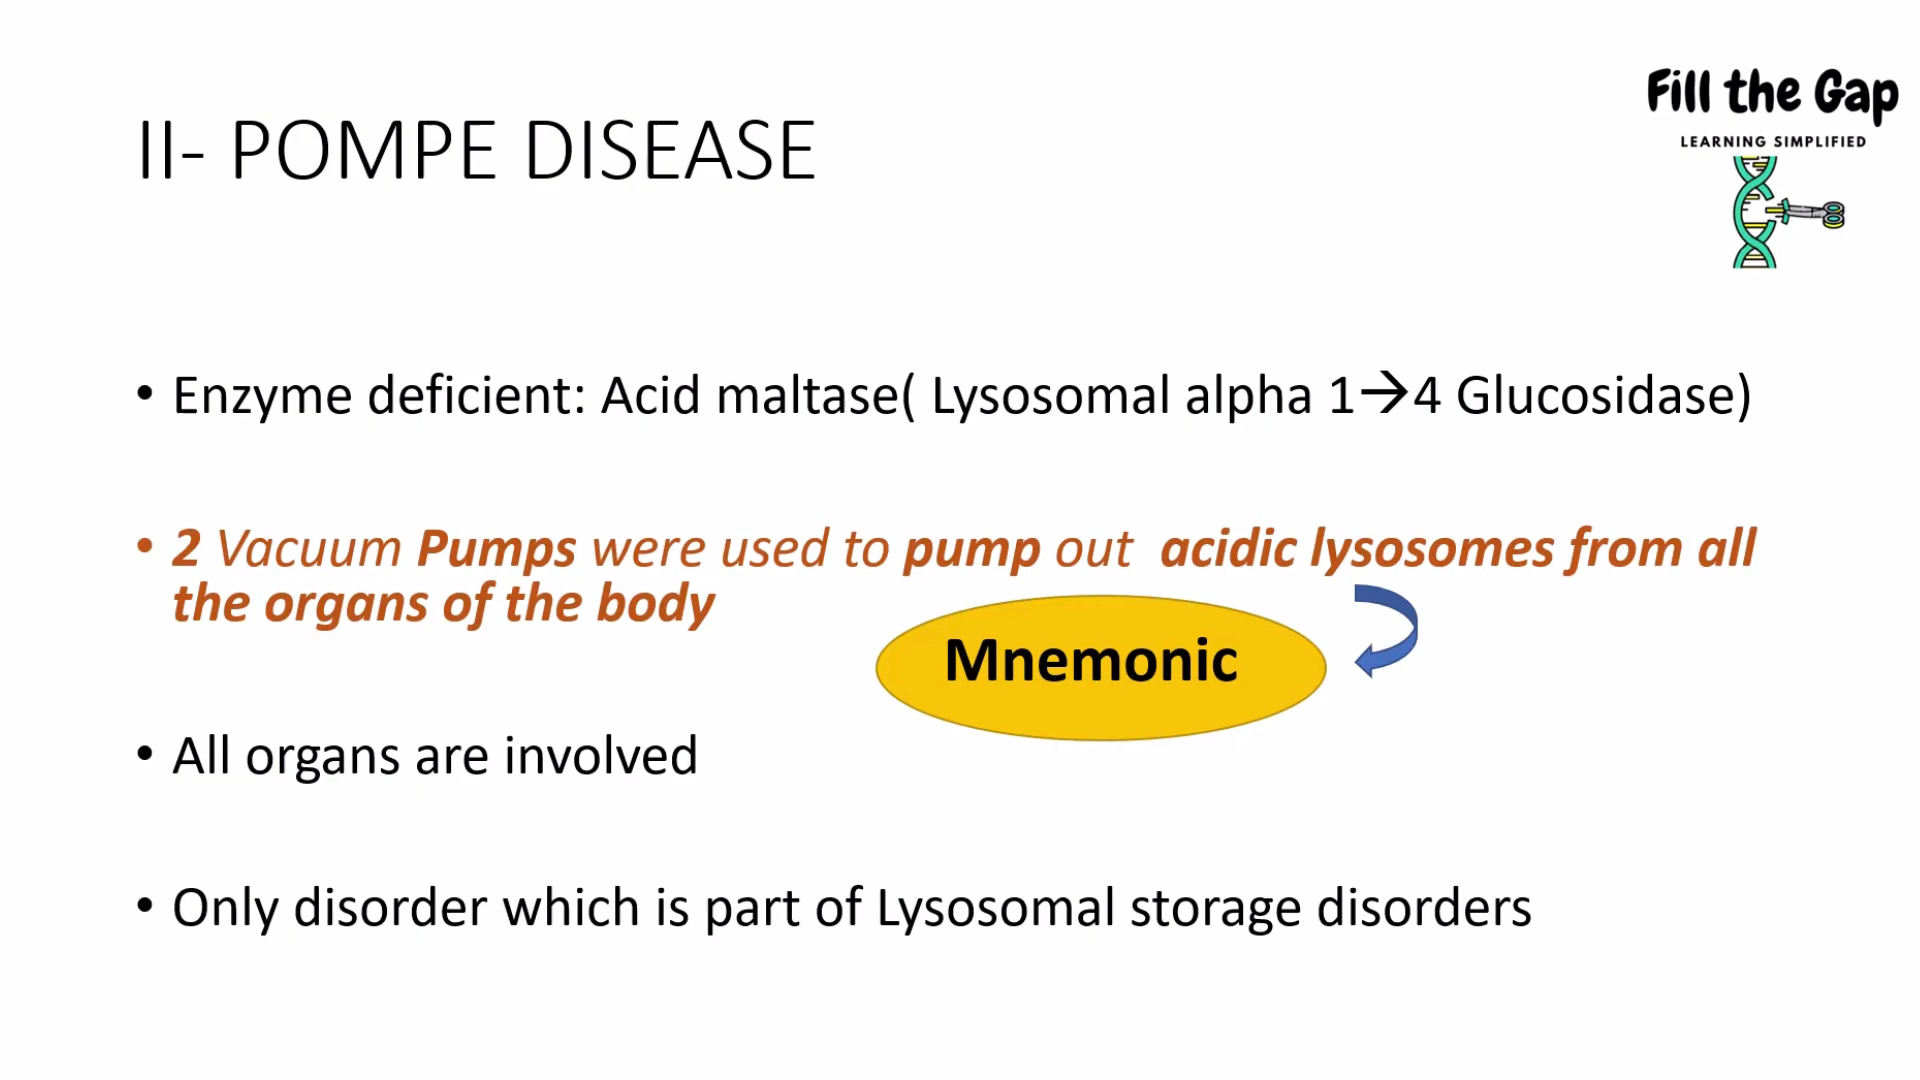 Fill the Gap
LEARNING SIMPLIFIED
II- POMPE DISEASE
• Enzyme deficient: Acid maltase( Lysosomal alpha 1→4 Glucosidase)
• 2 Vacuum Pumps were used to pump out acidic lysosomes from all
the organs of the body
Mnemonic
• All organs are involved
• Only disorder which is part of Lysosomal storage disorders